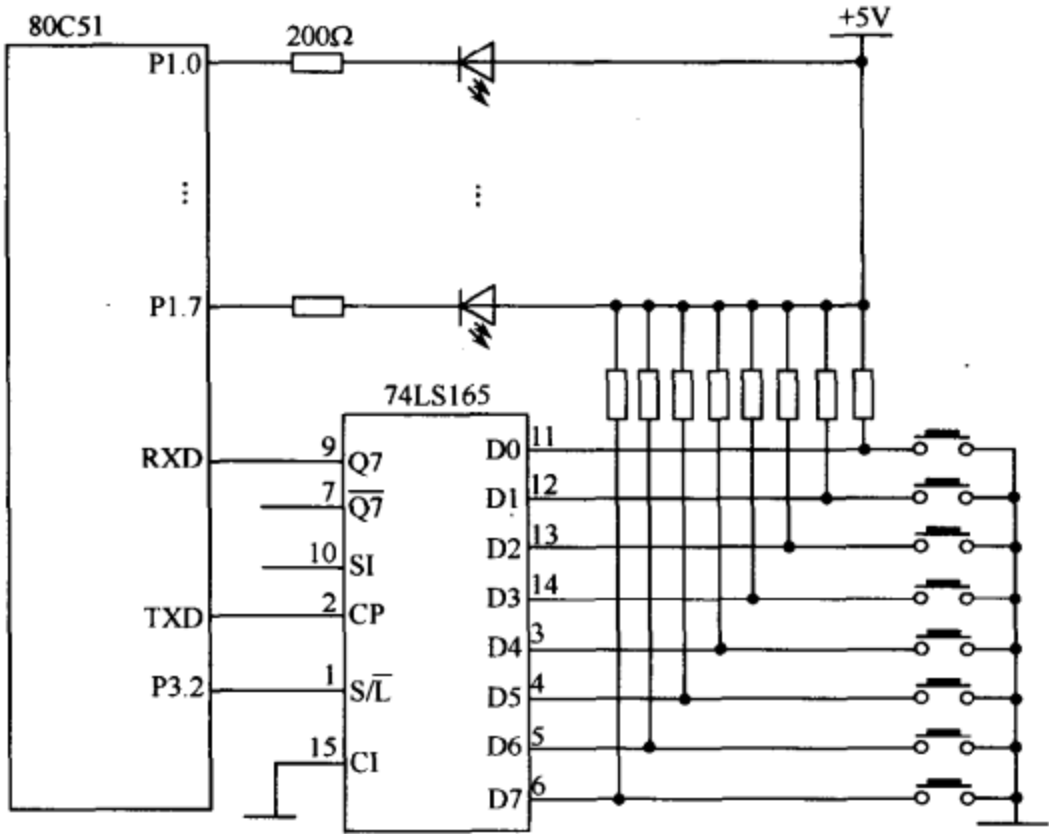 80C51
+5V
200Ω
P1.0
⋮
⋮
P1.7
74LS165
RXD
9
Q7
D0
11
7
Q7̅
D1
12
10
SI
D2
13
TXD
2
CP
D3
14
D4
3
P3.2
1
S/L̅
D5
4
15
CI
D6
5
D7
6